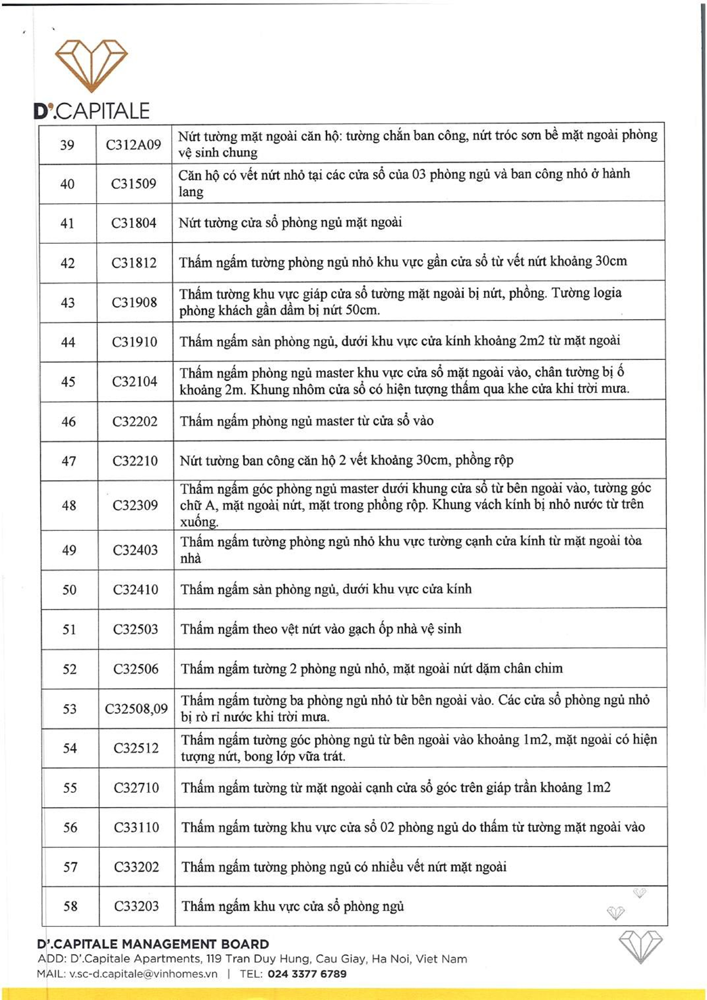 D'.CAPITALE
39 C312A09 Nứt tường mặt ngoài căn hộ: tường chắn ban công, nứt tróc sơn bề mặt ngoài phòng
vệ sinh chung
40 C31509 Căn hộ có vết nứt nhỏ tại các cửa sổ của 03 phòng ngủ và ban công nhỏ ở hành
lang
41 C31804 Nứt tường cửa sổ phòng ngủ mặt ngoài
42 C31812 Thấm ngấm tường phòng ngủ nhỏ khu vực gần cửa sổ từ vết nứt khoảng 30cm
43 C31908 Thấm tường khu vực giáp cửa sổ tường mặt ngoài bị nứt, phồng. Tường logia
phòng khách gần dầm bị nứt 50cm.
44 C31910 Thấm ngấm sàn phòng ngủ, dưới khu vực cửa kính khoảng 2m2 từ mặt ngoài
45 C32104 Thấm ngấm phòng ngủ master khu vực cửa sổ mặt ngoài vào, chân tường bị ố
khoảng 2m. Khung nhôm cửa sổ có hiện tượng thấm qua khe cửa khi trời mưa.
46 C32202 Thấm ngấm phòng ngủ master từ cửa sổ vào
47 C32210 Nứt tường ban công căn hộ 2 vết khoảng 30cm, phồng rộp
48 C32309 Thấm ngấm góc phòng ngủ master dưới khung cửa sổ từ bên ngoài vào, tường góc
chữ A, mặt ngoài nứt, mặt trong phồng rộp. Khung vách kính bị nhỏ nước từ trên
xuống.
49 C32403 Thấm ngấm tường phòng ngủ nhỏ khu vực tường cạnh cửa kính từ mặt ngoài tòa
nhà
50 C32410 Thấm ngấm sàn phòng ngủ, dưới khu vực cửa kính
51 C32503 Thấm ngấm theo vệt nứt vào gạch ốp nhà vệ sinh
52 C32506 Thấm ngấm tường 2 phòng ngủ nhỏ, mặt ngoài nứt dặm chân chim
53 C32508,09 Thấm ngấm tường ba phòng ngủ nhỏ từ bên ngoài vào. Các cửa sổ phòng ngủ nhỏ
bị rò rỉ nước khi trời mưa.
54 C32512 Thấm ngấm tường góc phòng ngủ từ bên ngoài vào khoảng 1m2, mặt ngoài có hiện
tượng nứt, bong lớp vữa trát.
55 C32710 Thấm ngấm tường từ mặt ngoài cạnh cửa sổ góc trên giáp trần khoảng 1m2
56 C33110 Thấm ngấm tường khu vực cửa sổ 02 phòng ngủ do thấm từ tường mặt ngoài vào
57 C33202 Thấm ngấm tường phòng ngủ có nhiều vết nứt mặt ngoài
58 C33203 Thấm ngấm khu vực cửa sổ phòng ngủ
D'.CAPITALE MANAGEMENT BOARD
ADD: D'.Capitale Apartments, 119 Tran Duy Hung, Cau Giay, Ha Noi, Viet Nam
MAIL: v.sc-d.capitale@vinhomes.vn | TEL: 024 3377 6789